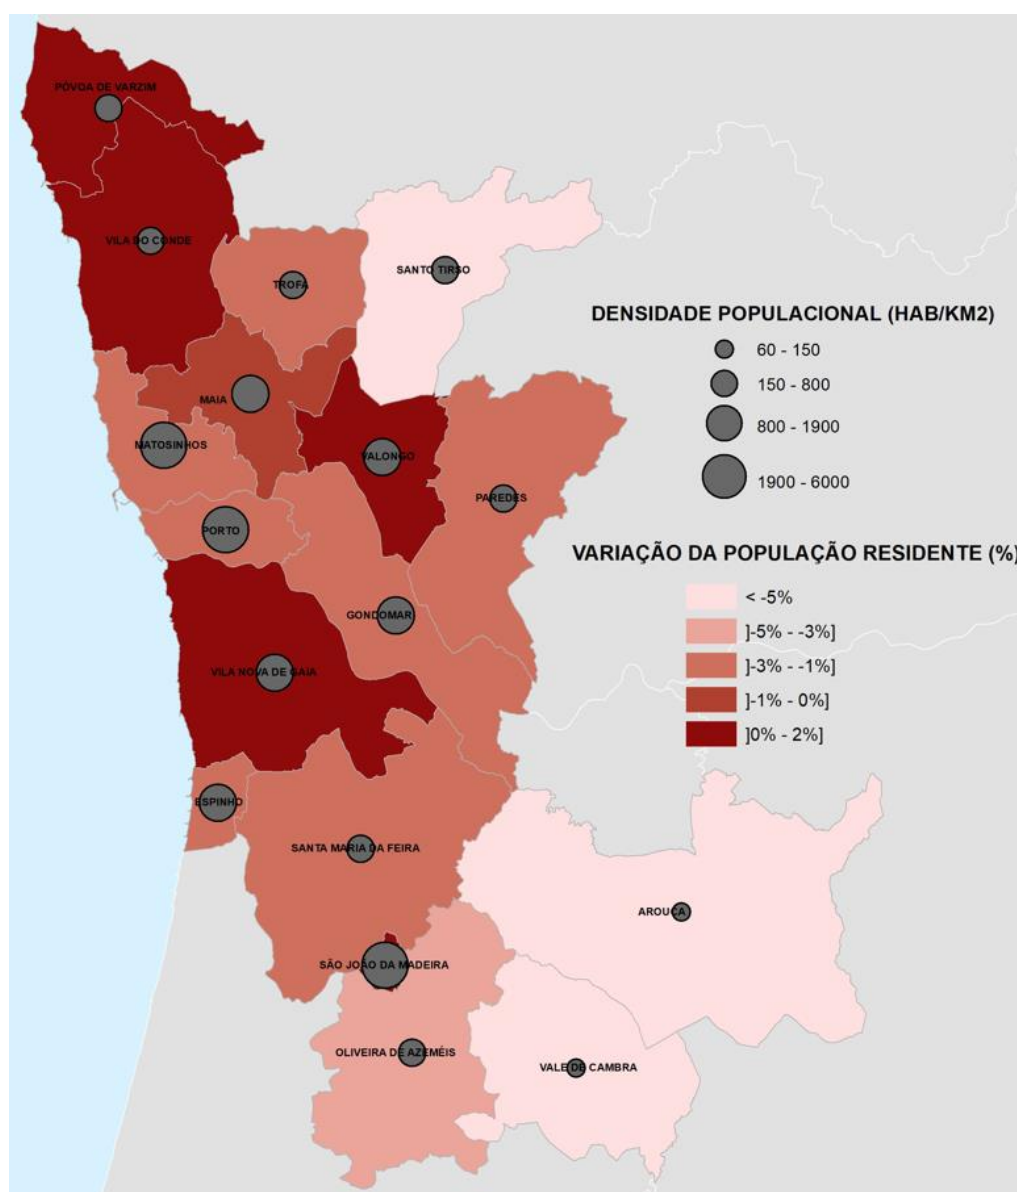 PÓVOA DE VARZIM
VILA DO CONDE
TROFA
SANTO TIRSO
MAIA
MATOSINHOS
VALONGO
PAREDES
PORTO
GONDOMAR
VILA NOVA DE GAIA
ESPINHO
SANTA MARIA DA FEIRA
AROUCA
SÃO JOÃO DA MADEIRA
OLIVEIRA DE AZEMÉIS
VALE DE CAMBRA
DENSIDADE POPULACIONAL (HAB/KM2)
60 - 150
150 - 800
800 - 1900
1900 - 6000
VARIAÇÃO DA POPULAÇÃO RESIDENTE (%)
< -5%
]-5% - -3%]
]-3% - -1%]
]-1% - 0%]
]0% - 2%]